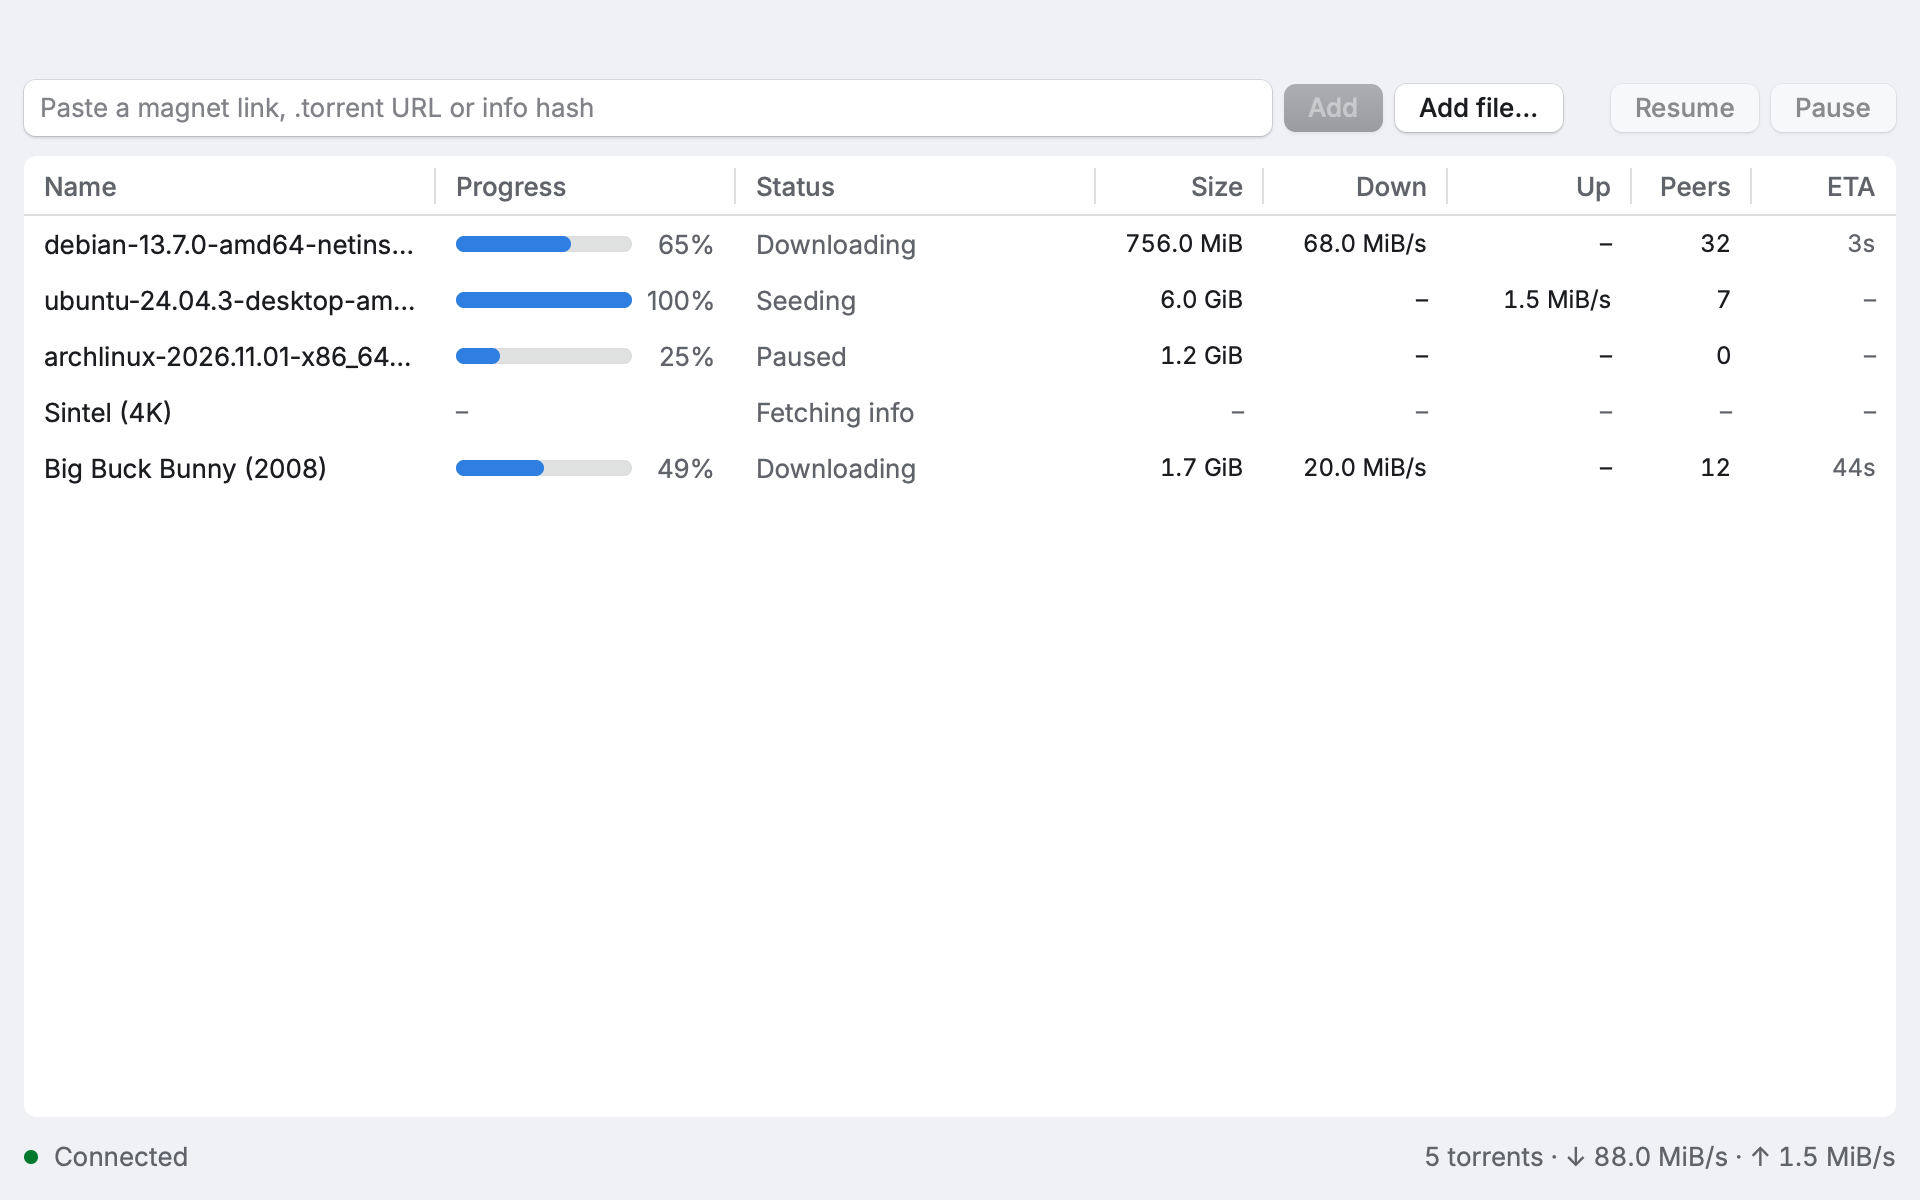 Paste a magnet link, .torrent URL or info hash Add Add file... Resume Pause
Name Progress Status Size Down Up Peers ETA
debian-13.7.0-amd64-netins... 65% Downloading 756.0 MiB 68.0 MiB/s – 32 3s
ubuntu-24.04.3-desktop-am... 100% Seeding 6.0 GiB – 1.5 MiB/s 7 –
archlinux-2026.11.01-x86_64... 25% Paused 1.2 GiB – – 0 –
Sintel (4K) – Fetching info – – – – –
Big Buck Bunny (2008) 49% Downloading 1.7 GiB 20.0 MiB/s – 12 44s
Connected 5 torrents · ↓ 88.0 MiB/s · ↑ 1.5 MiB/s